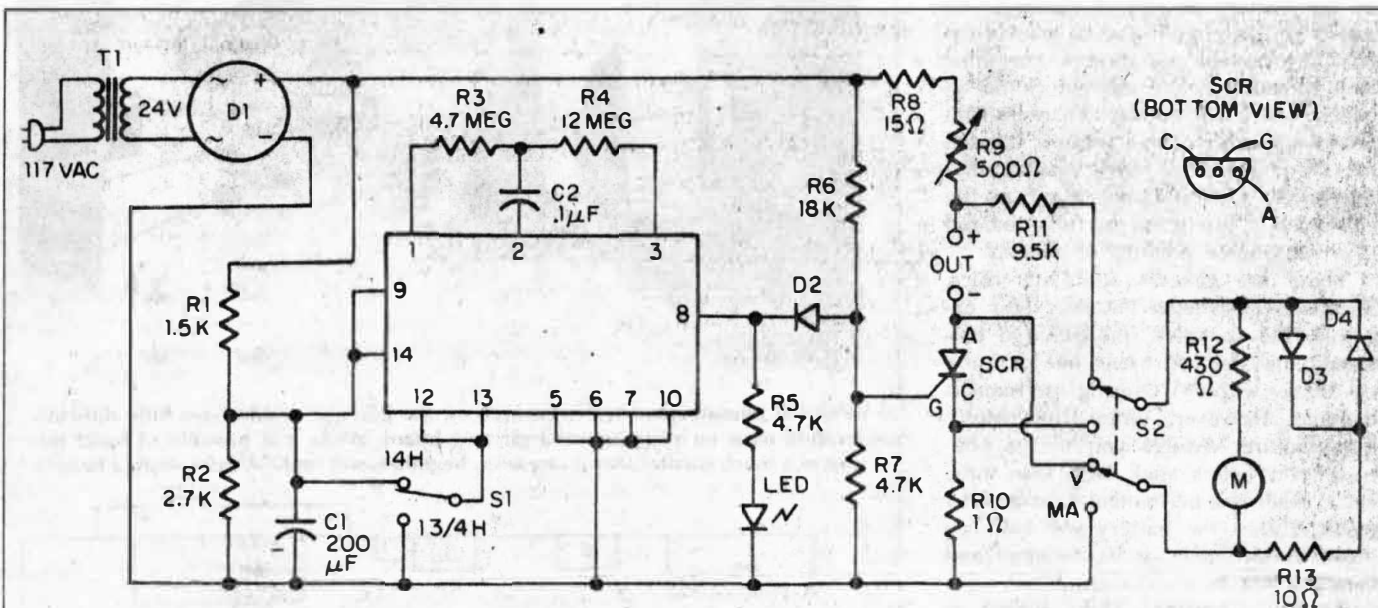 T1
24V
~
~
D1
+
−
117 VAC
R3
4.7 MEG
R4
12 MEG
C2
.1µF
1
2
3
9
14
8
12
13
5
6
7
10
R1
1.5K
R2
2.7K
C1
200
µF
−
14H
S1
13/4H
D2
R5
4.7K
LED
R6
18K
R7
4.7K
R8
15Ω
R9
500Ω
R11
9.5K
+
OUT
−
A
SCR
C
G
R10
1Ω
SCR
(BOTTOM VIEW)
C
G
A
S2
V
MA
R12
430
Ω
D3
D4
M
R13
10Ω